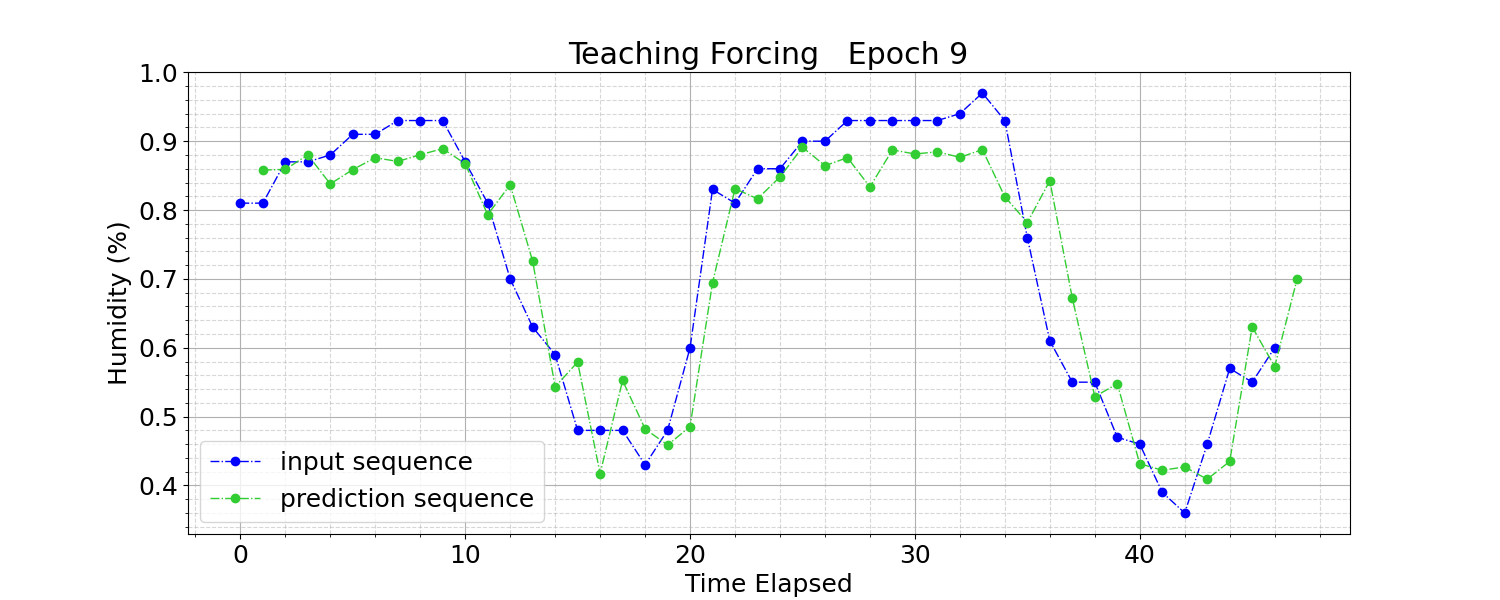 Teaching Forcing   Epoch 9
1.0
0.9
0.8
0.7
0.6
0.5
0.4
Humidity (%)
input sequence
prediction sequence
0 10 20 30 40
Time Elapsed